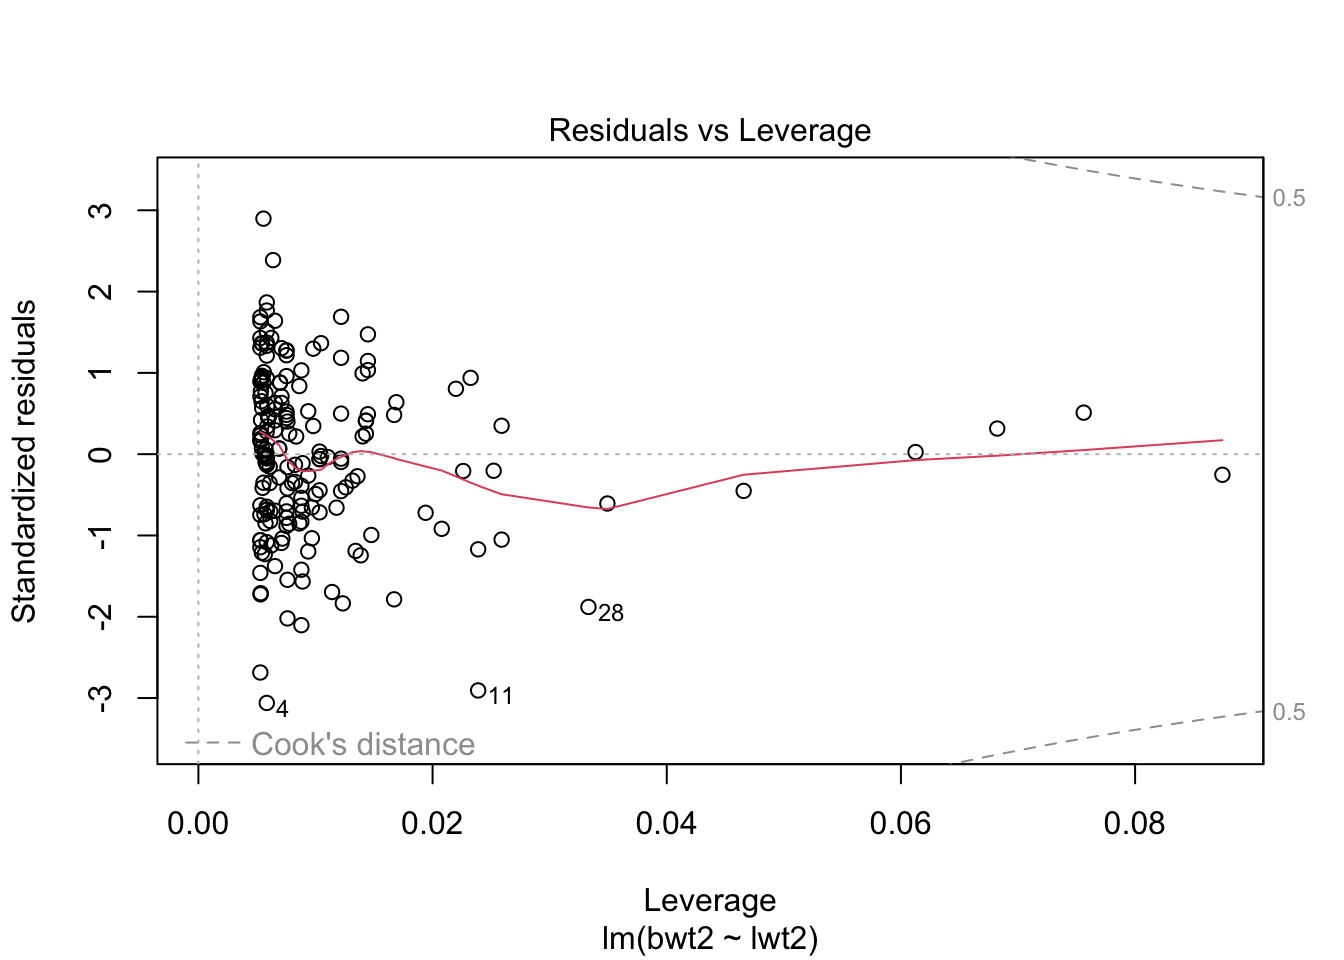 Residuals vs Leverage
Standardized residuals
3
2
1
0
-1
-2
-3
0.5
0.5
28
11
4
Cook's distance
0.00 0.02 0.04 0.06 0.08
Leverage
lm(bwt2 ~ lwt2)